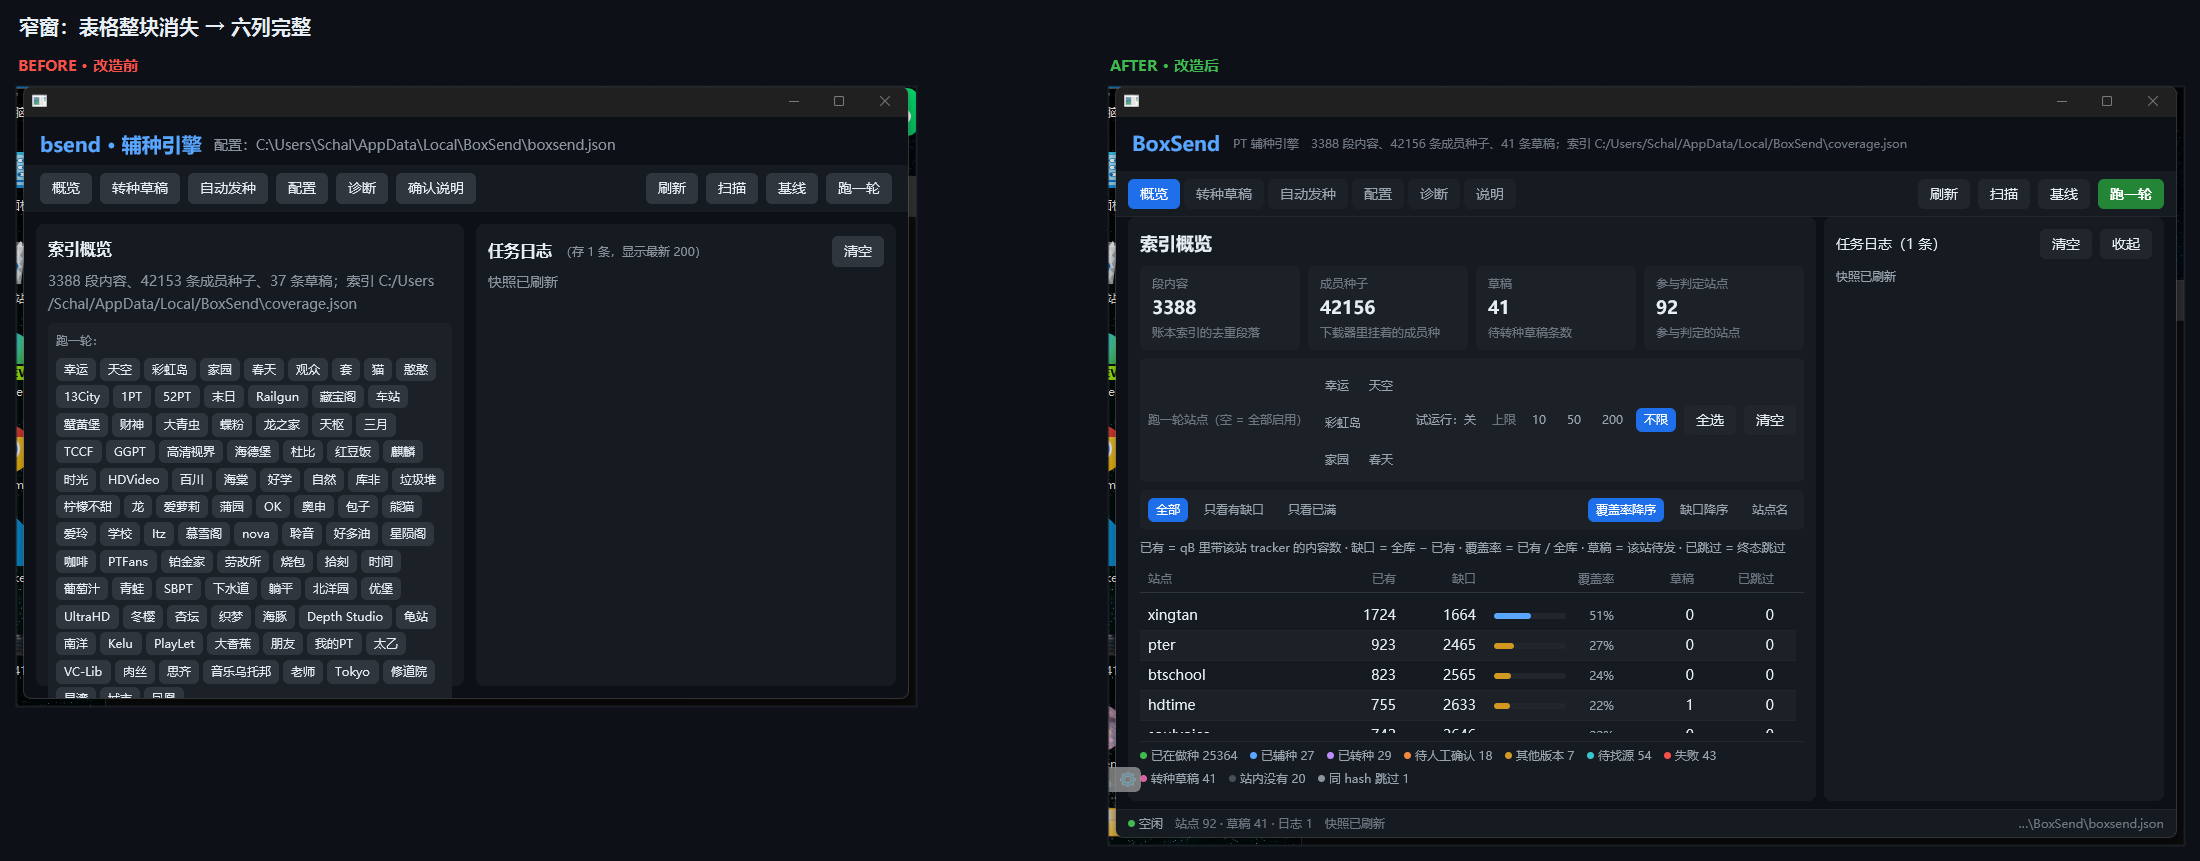 窄窗：表格整块消失 → 六列完整
BEFORE • 改造前
bsend • 辅种引擎 配置：C:\Users\Schal\AppData\Local\BoxSend\boxsend.json
概览 转种草稿 自动发种 配置 诊断 确认说明 刷新 扫描 基线 跑一轮
索引概览
3388 段内容、42153 条成员种子、37 条草稿；索引 C:/Users
/Schal/AppData/Local/BoxSend\coverage.json
跑一轮：
幸运 天空 彩虹岛 家园 春天 观众 套 猫 憨憨
13City 1PT 52PT 末日 Railgun 藏宝阁 车站
蟹黄堡 财神 大青虫 蝶粉 龙之家 天枢 三月
TCCF GGPT 高清视界 海德堡 杜比 红豆饭 麒麟
时光 HDVideo 百川 海棠 好学 自然 库非 垃圾堆
柠檬不甜 龙 爱萝莉 蒲园 OK 奥申 包子 熊猫
爱玲 学校 ltz 慕雪阁 nova 聆音 好多油 星陨阁
咖啡 PTFans 铂金家 劳改所 烧包 拾刻 时间
葡萄汁 青蛙 SBPT 下水道 躺平 北洋园 优堡
UltraHD 冬樱 杏坛 织梦 海豚 Depth Studio 龟站
南洋 Kelu PlayLet 大香蕉 朋友 我的PT 太乙
VC-Lib 肉丝 思齐 音乐乌托邦 老师 Tokyo 修道院
任务日志 （存 1 条，显示最新 200） 清空
快照已刷新
AFTER • 改造后
BoxSend PT 辅种引擎 3388 段内容、42156 条成员种子、41 条草稿；索引 C:/Users/Schal/AppData/Local/BoxSend\coverage.json
概览 转种草稿 自动发种 配置 诊断 说明 刷新 扫描 基线 跑一轮
索引概览
段内容 成员种子 草稿 参与判定站点
3388 42156 41 92
账本索引的去重段落 下载器里挂着的成员种 待转种草稿条数 参与判定的站点
幸运 天空
跑一轮站点（空 = 全部启用） 彩虹岛 试运行：关 上限 10 50 200 不限 全选 清空
家园 春天
全部 只看有缺口 只看已满 覆盖率降序 缺口降序 站点名
已有 = qB 里带该站 tracker 的内容数 · 缺口 = 全库 − 已有 · 覆盖率 = 已有 / 全库 · 草稿 = 该站待发 · 已跳过 = 终态跳过
站点 已有 缺口 覆盖率 草稿 已跳过
xingtan 1724 1664 51% 0 0
pter 923 2465 27% 0 0
btschool 823 2565 24% 0 0
hdtime 755 2633 22% 1 0
已在做种 25364 已辅种 27 已转种 29 待人工确认 18 其他版本 7 待找源 54 失败 43
转种草稿 41 站内没有 20 同 hash 跳过 1
任务日志（1 条） 清空 收起
快照已刷新
空闲 站点 92 · 草稿 41 · 日志 1 快照已刷新 ...\BoxSend\boxsend.json